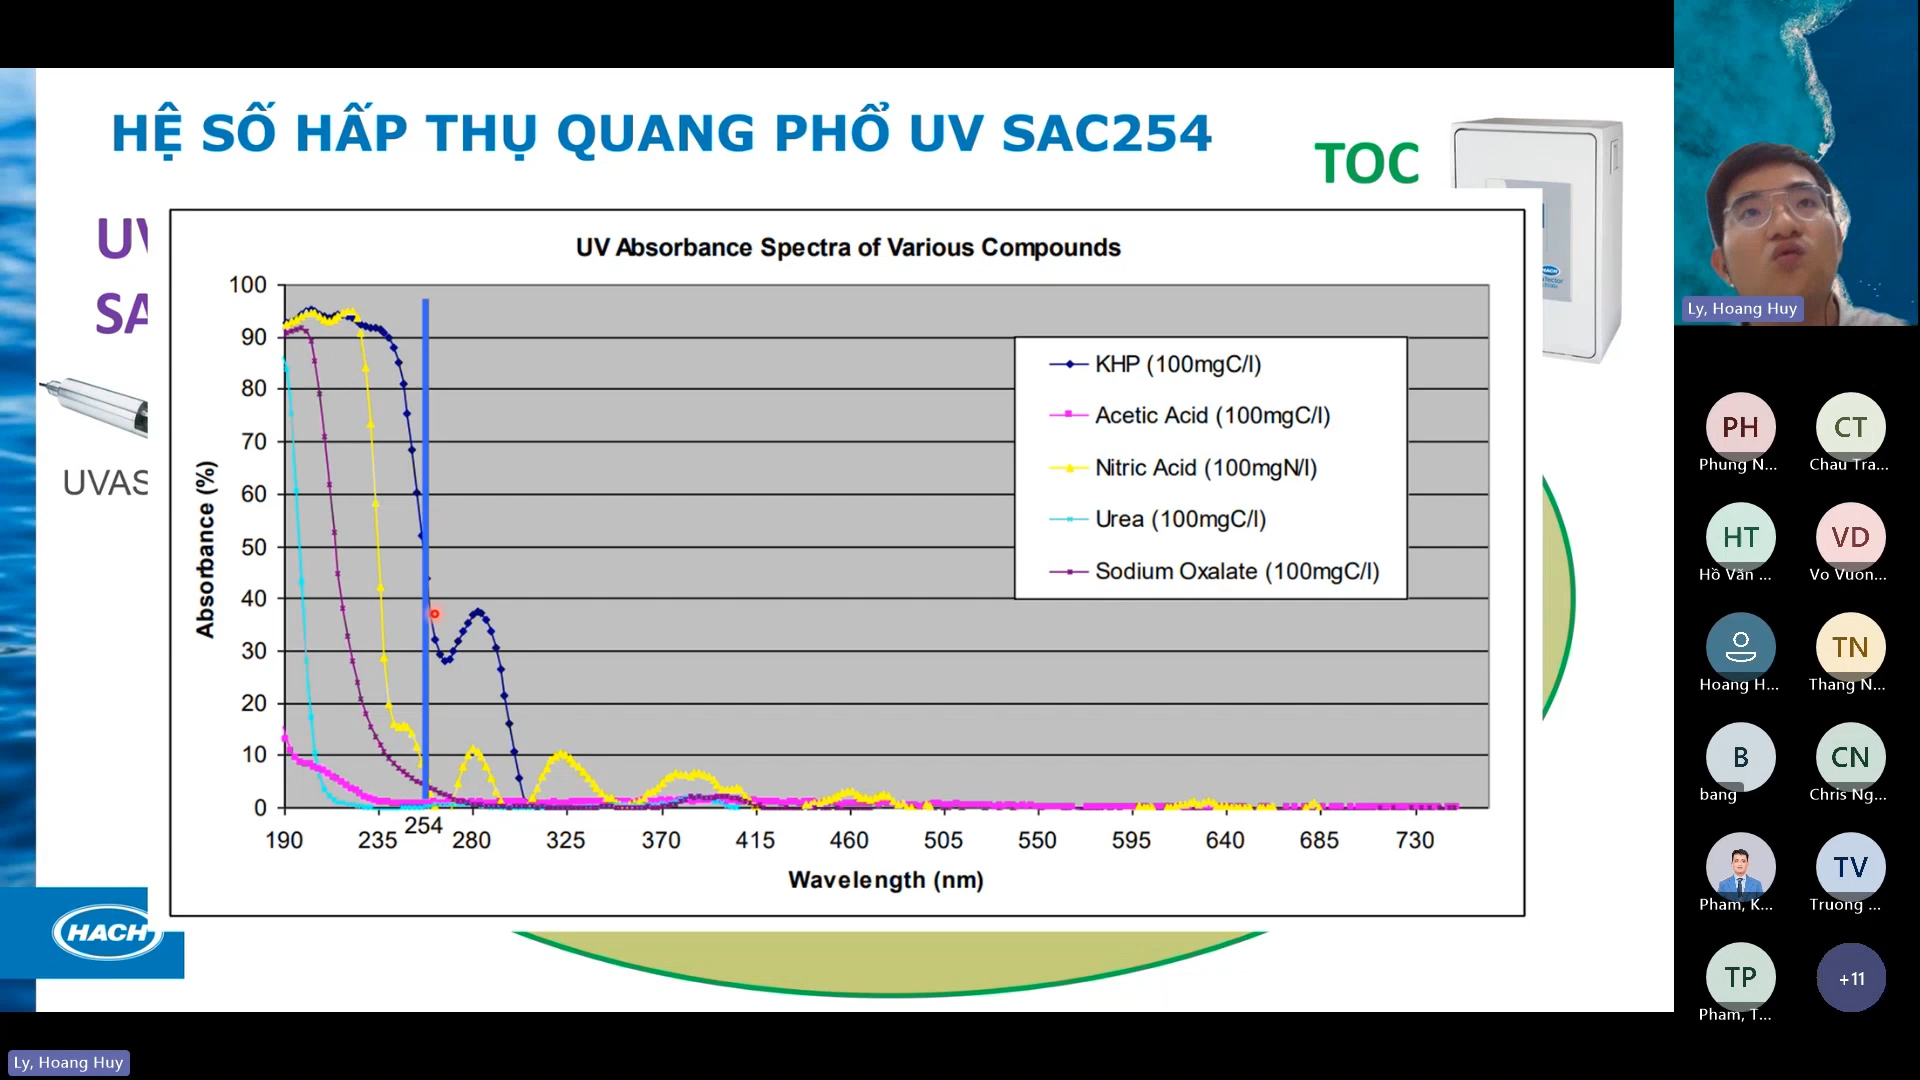 HỆ SỐ HẤP THỤ QUANG PHỔ UV SAC254
TOC
UV
SA
UVAS
UV Absorbance Spectra of Various Compounds
100
90
80
70
60
50
40
30
20
10
0
Absorbance (%)
KHP (100mgC/l)
Acetic Acid (100mgC/l)
Nitric Acid (100mgN/l)
Urea (100mgC/l)
Sodium Oxalate (100mgC/l)
190 235 254 280 325 370 415 460 505 550 595 640 685 730
Wavelength (nm)
HACH
Ly, Hoang Huy
Ly, Hoang Huy
PH CT
Phung N... Chau Tra...
HT VD
Hồ Văn ... Vo Vuon...
TN
Hoang H... Thang N...
B CN
bang Chris Ng...
TV
Pham, K... Truong ...
TP +11
Pham, T...